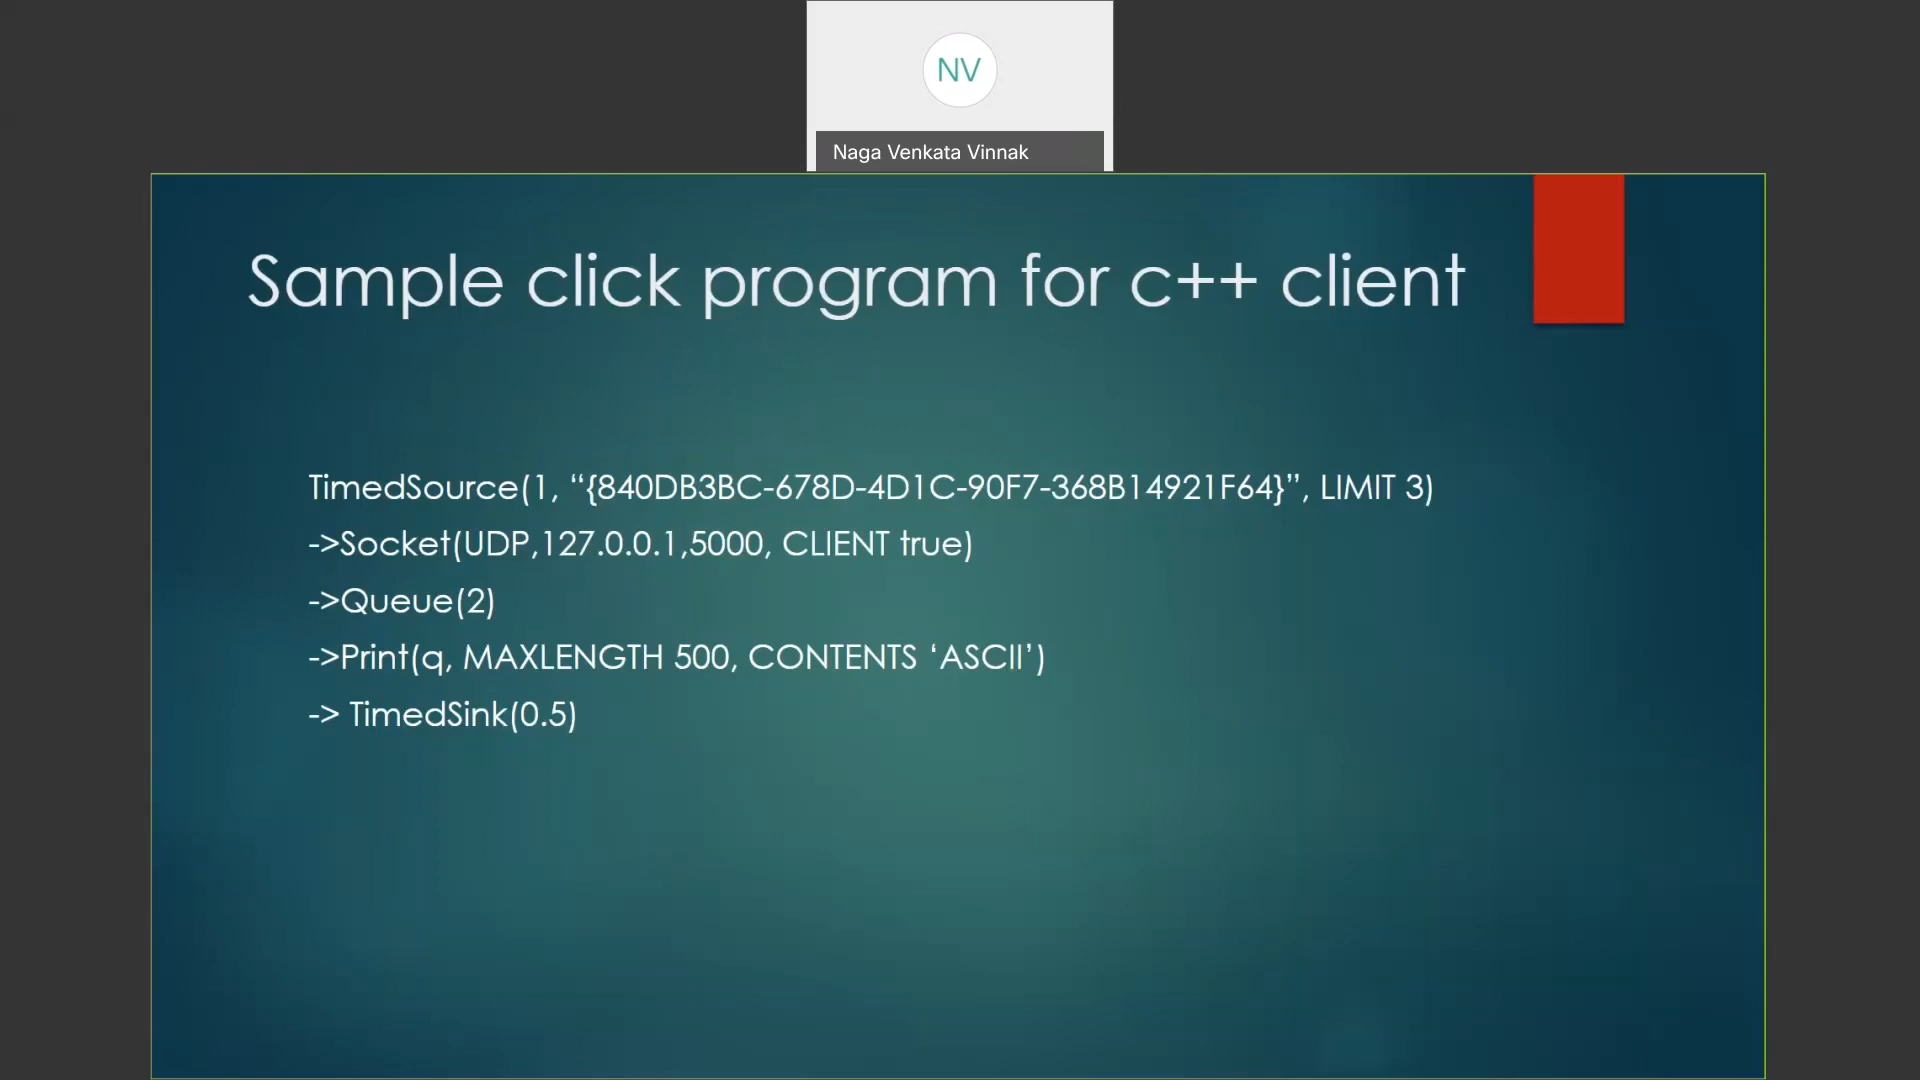 NV
Naga Venkata Vinnak
Sample click program for c++ client
TimedSource(1, “{840DB3BC-678D-4D1C-90F7-368B14921F64}”, LIMIT 3)
->Socket(UDP,127.0.0.1,5000, CLIENT true)
->Queue(2)
->Print(q, MAXLENGTH 500, CONTENTS ‘ASCII’)
-> TimedSink(0.5)